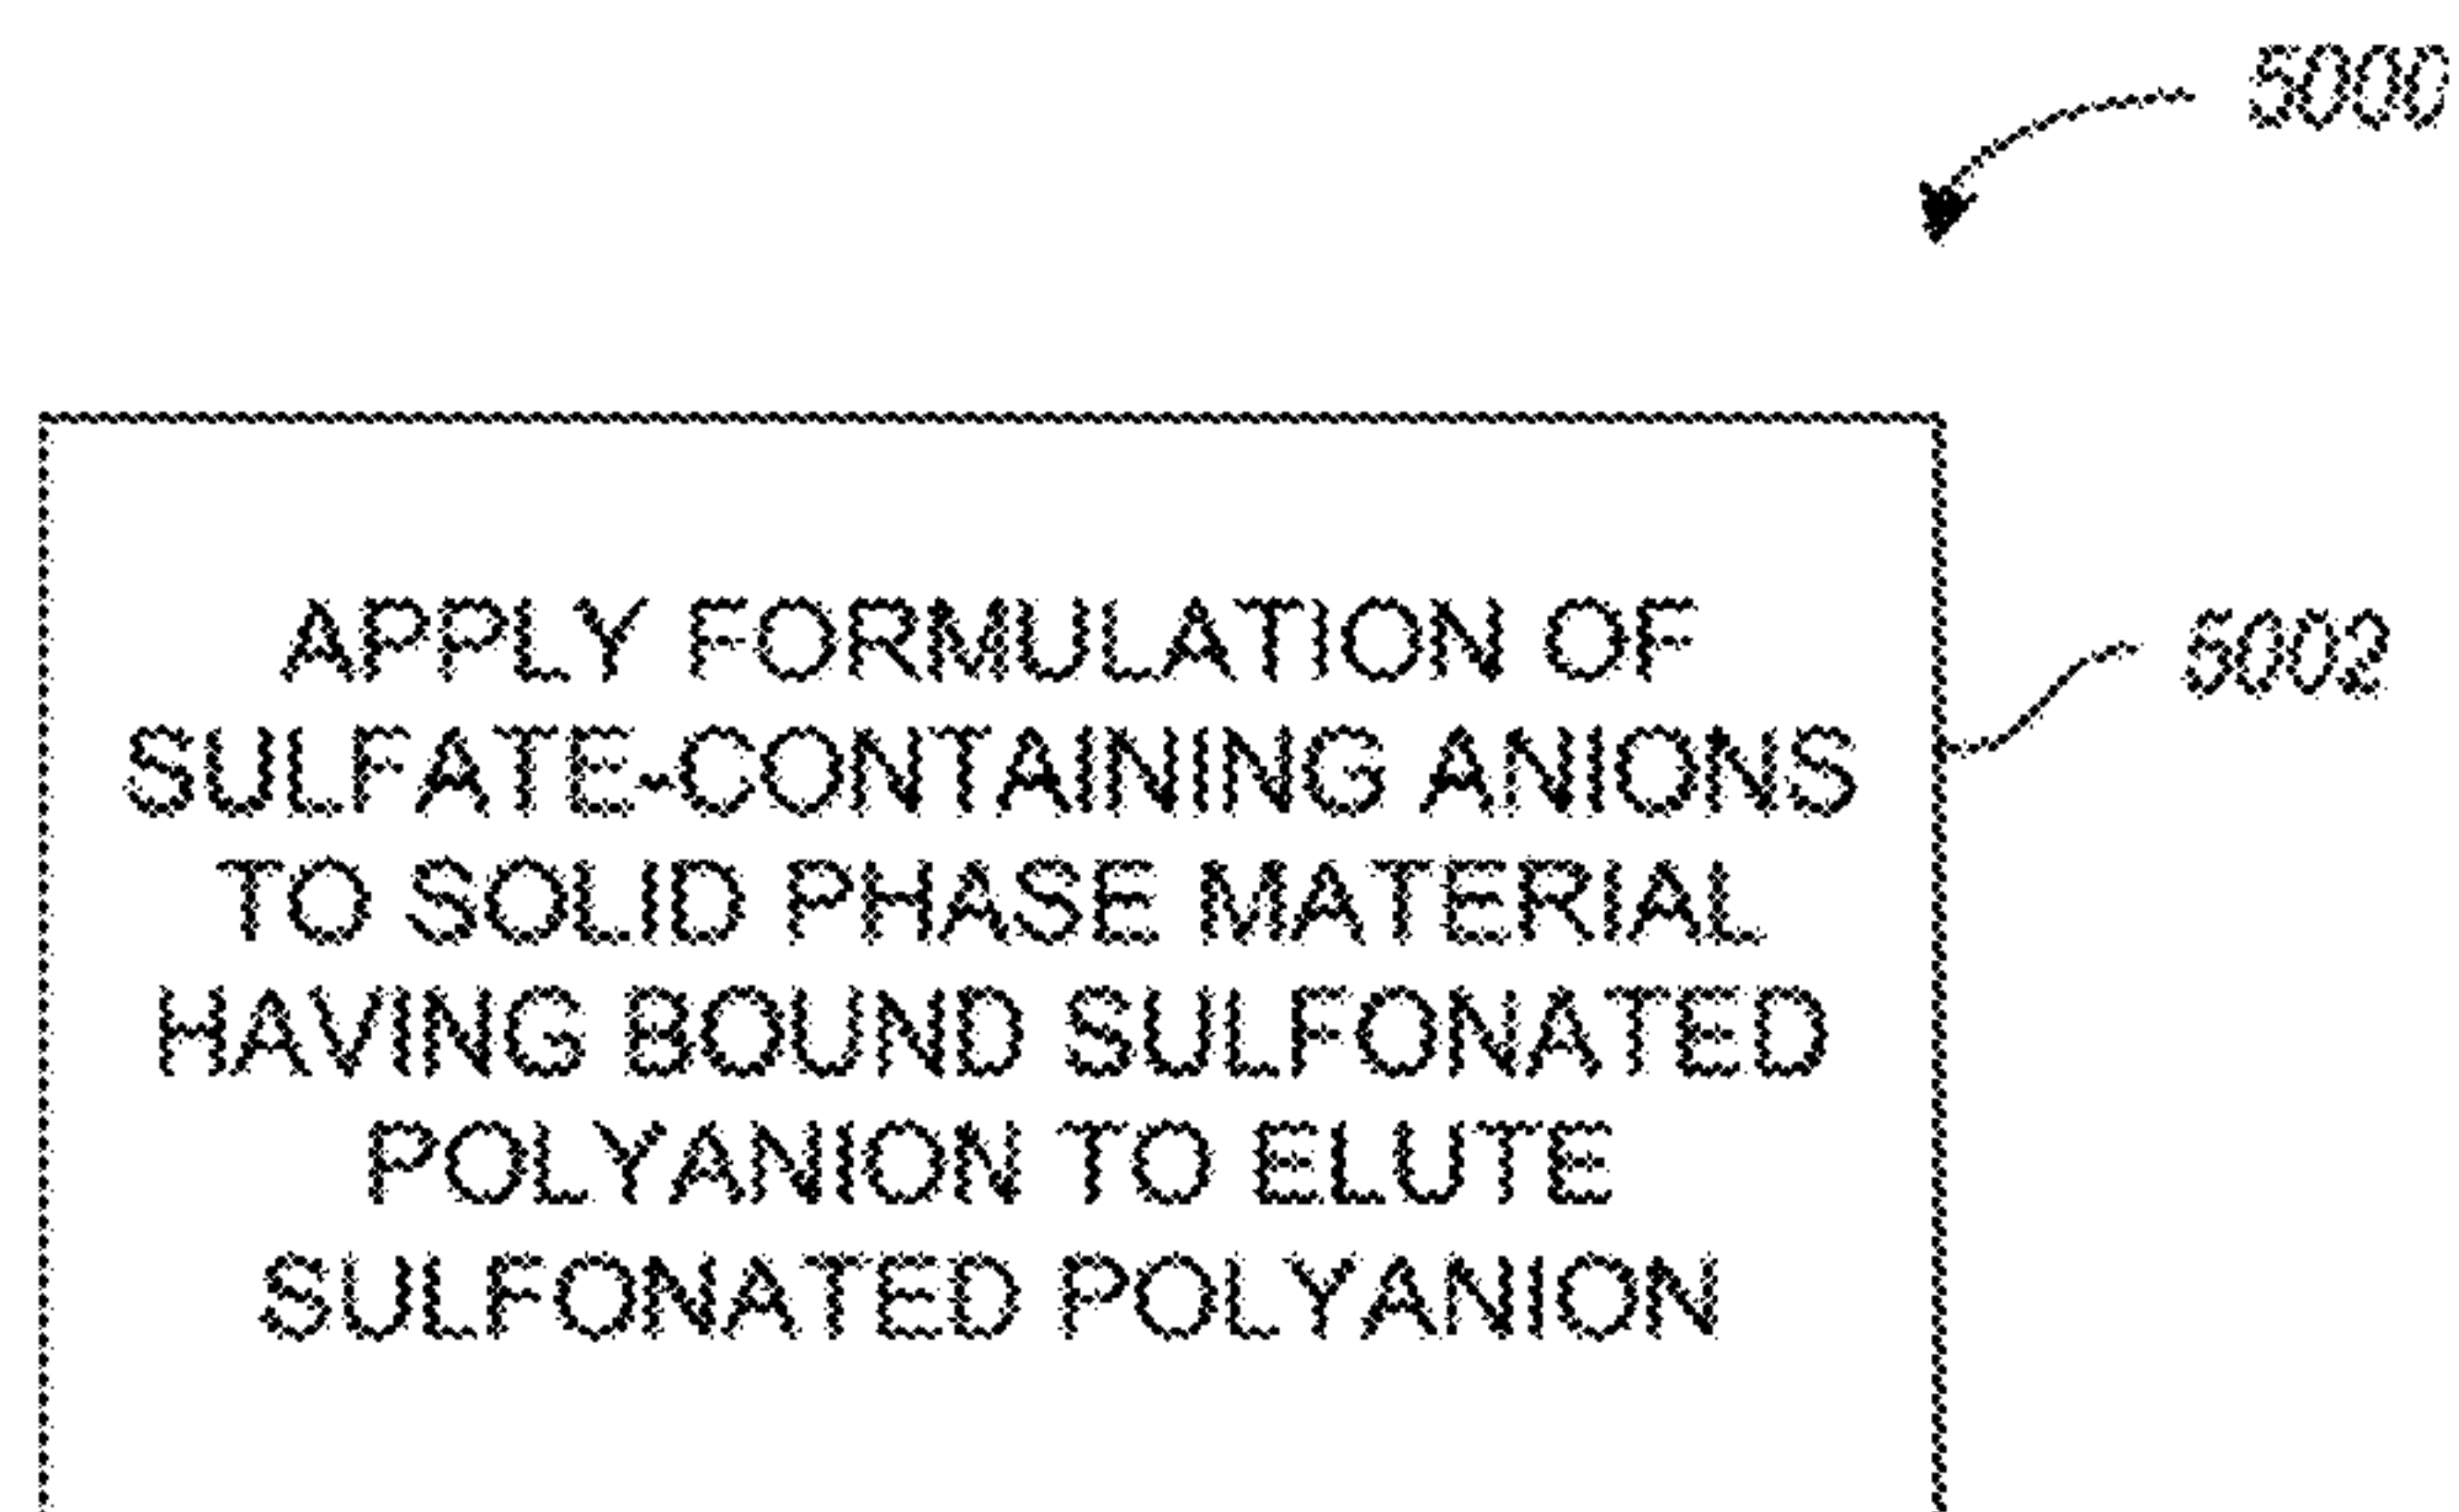 5000
APPLY FORMULATION OF
5002
SULFATE-CONTAINING ANIONS
TO SOLID PHASE MATERIAL
HAVING BOUND SULFONATED
POLYANION TO ELUTE
SULFONATED POLYANION